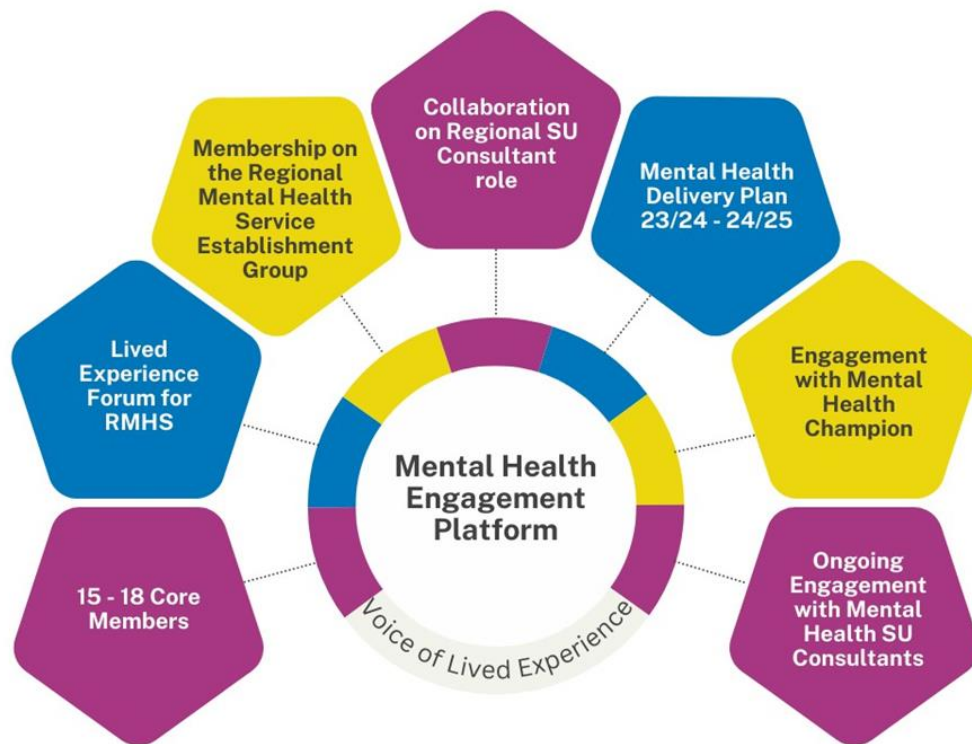 Collaboration
on Regional SU
Consultant
role
Membership on
the Regional
Mental Health
Service
Establishment
Group
Mental Health
Delivery Plan
23/24 - 24/25
Lived
Experience
Forum for
RMHS
Engagement
with Mental
Health
Champion
Mental Health
Engagement
Platform
15 - 18 Core
Members
Voice of Lived Experience
Ongoing
Engagement
with Mental
Health SU
Consultants